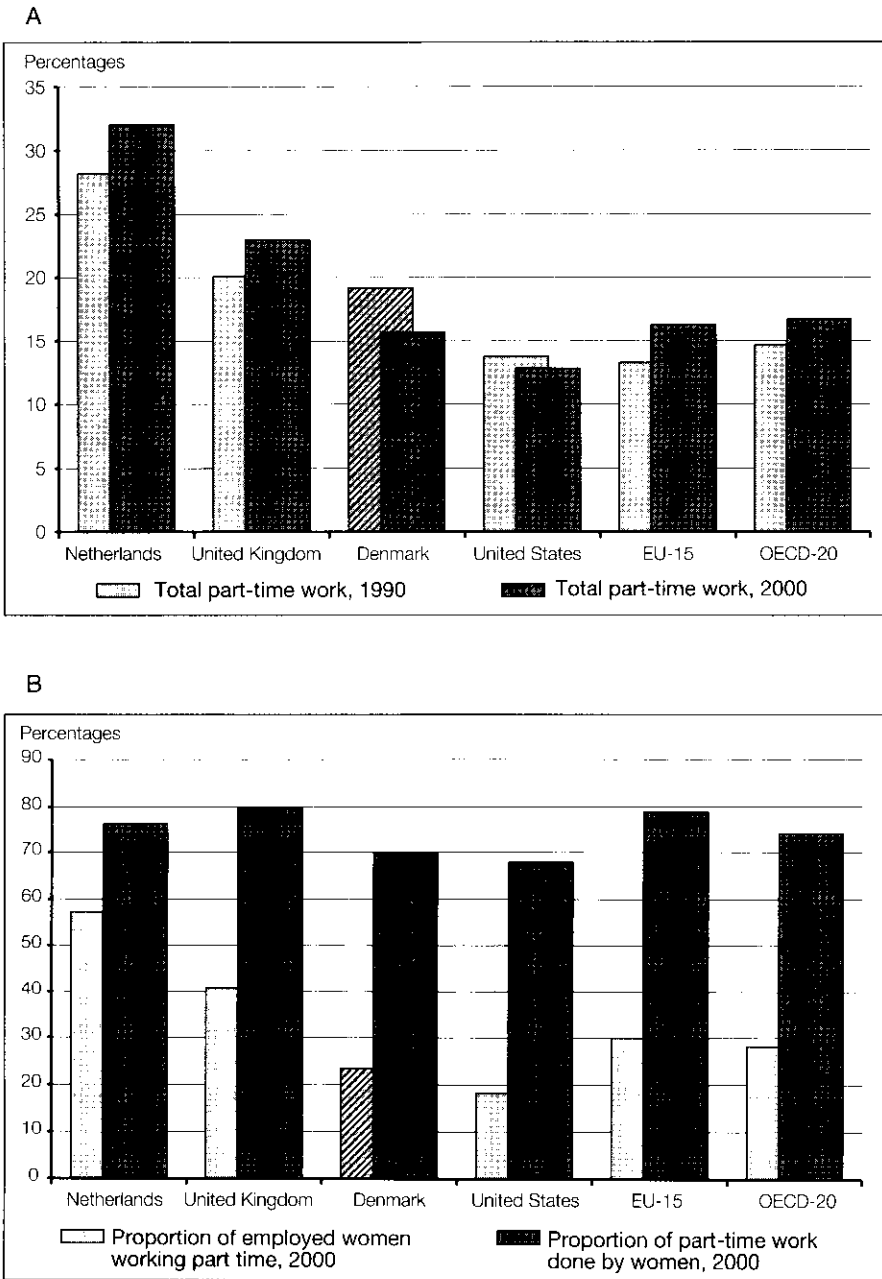 A
Percentages
35
30
25
20
15
10
5
0
Netherlands United Kingdom Denmark United States EU-15 OECD-20
Total part-time work, 1990 Total part-time work, 2000
B
Percentages
90
80
70
60
50
40
30
20
10
0
Netherlands United Kingdom Denmark United States EU-15 OECD-20
Proportion of employed women Proportion of part-time work
working part time, 2000 done by women, 2000